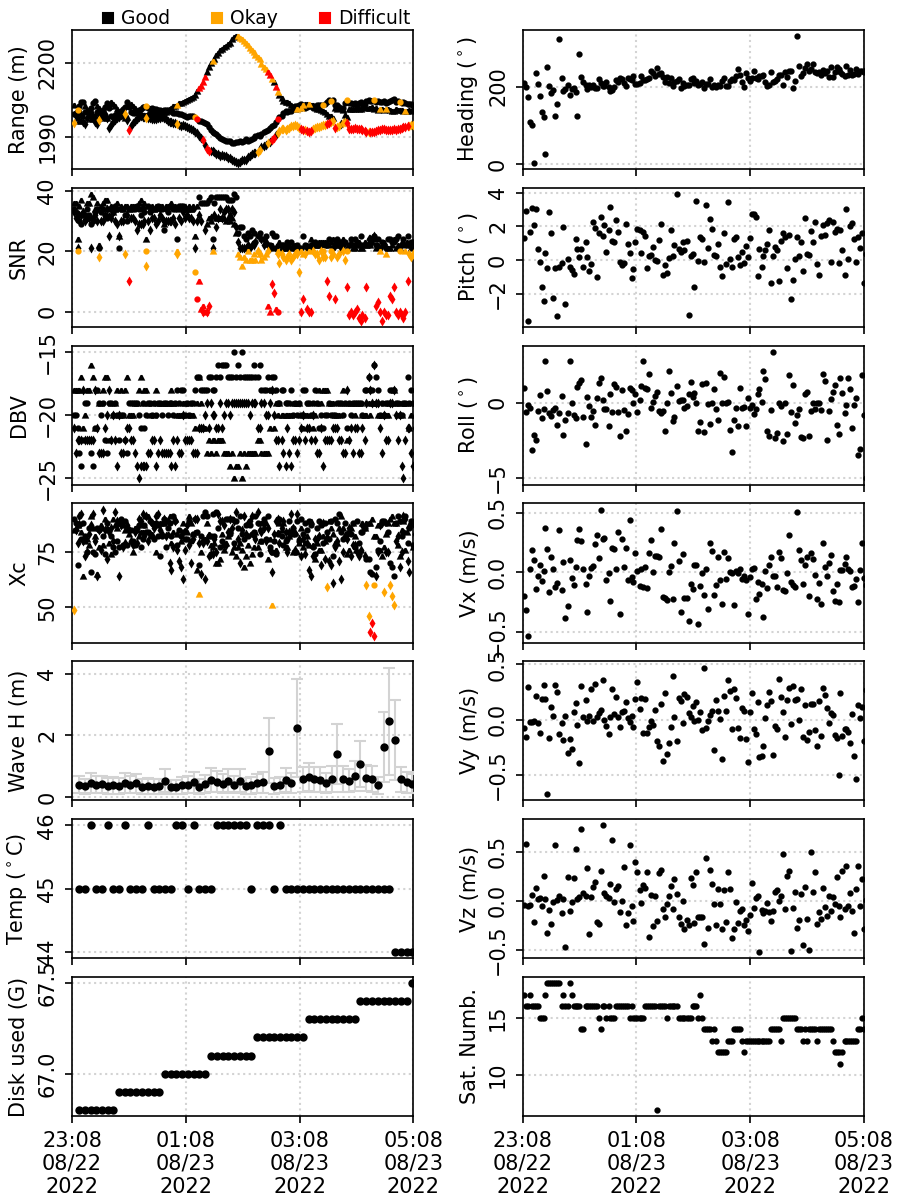 Good Okay Difficult
Range (m)
2200
1990
Heading (°)
200
0
SNR
40
20
0
Pitch (°)
4
2
0
−2
DBV
−15
−20
−25
Roll (°)
0
−5
Xc
75
50
Vx (m/s)
0.5
0.0
−0.5
Wave H (m)
4
2
0
Vy (m/s)
0.5
0.0
−0.5
Temp (°C)
46
45
44
Vz (m/s)
0.5
0.0
−0.5
Disk used (G)
67.5
67.0
Sat. Numb.
15
10
23:08 01:08 03:08 05:08
08/22 08/23 08/23 08/23
2022 2022 2022 2022
23:08 01:08 03:08 05:08
08/22 08/23 08/23 08/23
2022 2022 2022 2022